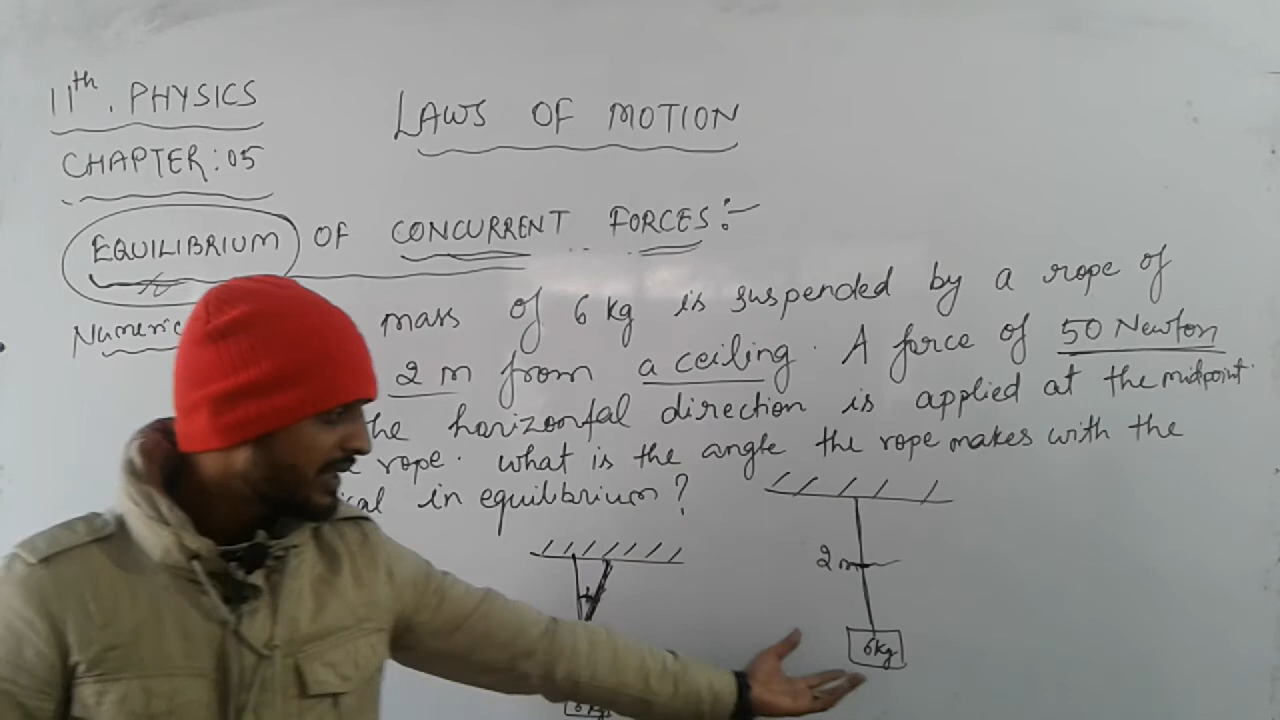 11th. PHYSICS
LAWS OF MOTION
CHAPTER: 05
EQUILIBRIUM OF CONCURRENT FORCES:-
mass of 6 kg is suspended by a rope of
2 m from a ceiling. A force of 50 Newton
horizontal direction is applied at the midpoint
rope. what is the angle the rope makes with the
in equilibrium?
2m
6kg